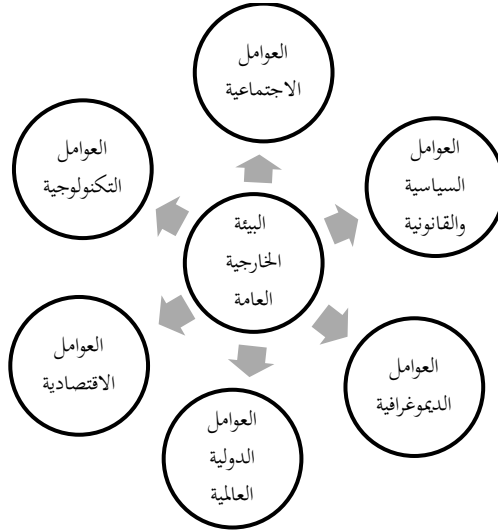 العوامل
الاجتماعية
العوامل
السياسية
والقانونية
العوامل
التكنولوجية
البيئة
الخارجية
العامة
العوامل
الديموغرافية
العوامل
الاقتصادية
العوامل
الدولية
العالمية